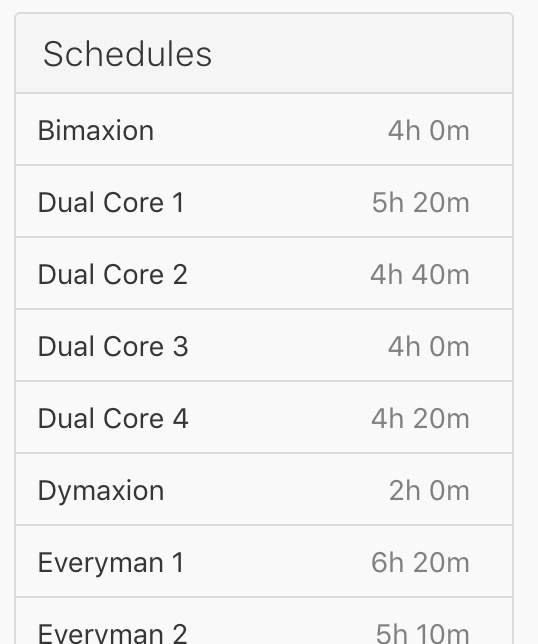 Schedules
Bimaxion 4h 0m
Dual Core 1 5h 20m
Dual Core 2 4h 40m
Dual Core 3 4h 0m
Dual Core 4 4h 20m
Dymaxion 2h 0m
Everyman 1 6h 20m
Everyman 2 5h 10m